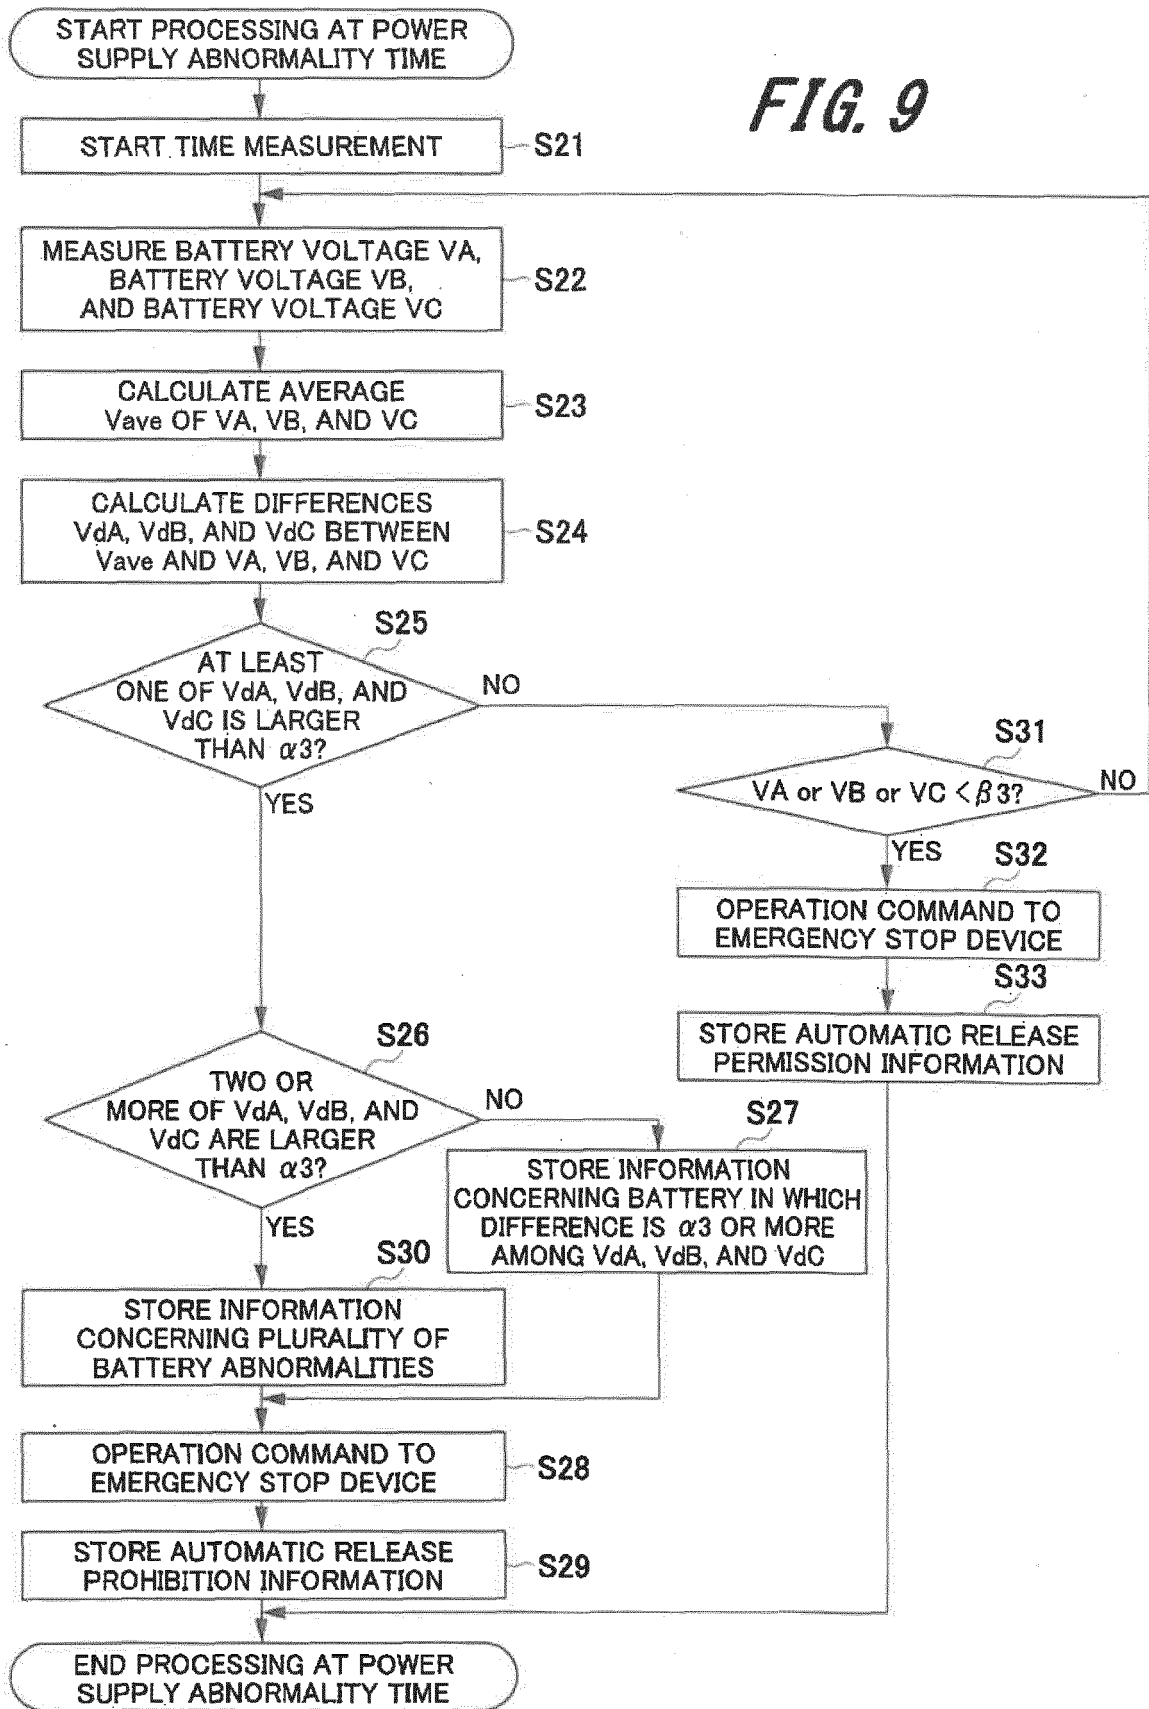 START PROCESSING AT POWER
SUPPLY ABNORMALITY TIME
FIG. 9
START TIME MEASUREMENT
S21
MEASURE BATTERY VOLTAGE VA,
BATTERY VOLTAGE VB,
AND BATTERY VOLTAGE VC
S22
CALCULATE AVERAGE
Vave OF VA, VB, AND VC
S23
CALCULATE DIFFERENCES
VdA, VdB, AND VdC BETWEEN
Vave AND VA, VB, AND VC
S24
S25
AT LEAST
ONE OF VdA, VdB, AND
VdC IS LARGER
THAN α3?
NO
YES
S31
VA or VB or VC <β3?
NO
YES
S32
OPERATION COMMAND TO
EMERGENCY STOP DEVICE
S33
STORE AUTOMATIC RELEASE
PERMISSION INFORMATION
S26
TWO OR
MORE OF VdA, VdB, AND
VdC ARE LARGER
THAN α3?
NO
YES
S27
STORE INFORMATION
CONCERNING BATTERY IN WHICH
DIFFERENCE IS α3 OR MORE
AMONG VdA, VdB, AND VdC
S30
STORE INFORMATION
CONCERNING PLURALITY OF
BATTERY ABNORMALITIES
OPERATION COMMAND TO
EMERGENCY STOP DEVICE
S28
STORE AUTOMATIC RELEASE
PROHIBITION INFORMATION
S29
END PROCESSING AT POWER
SUPPLY ABNORMALITY TIME